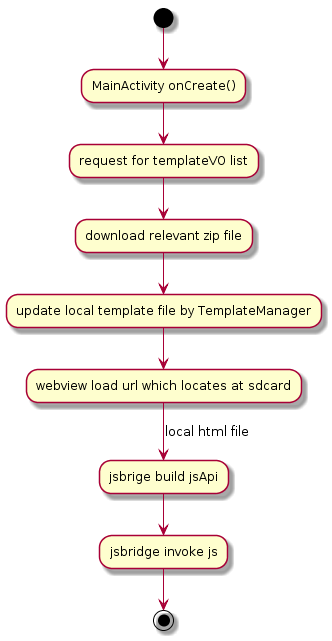 MainActivity onCreate()
request for templateVO list
download relevant zip file
update local template file by TemplateManager
webview load url which locates at sdcard
local html file
jsbrige build jsApi
jsbridge invoke js